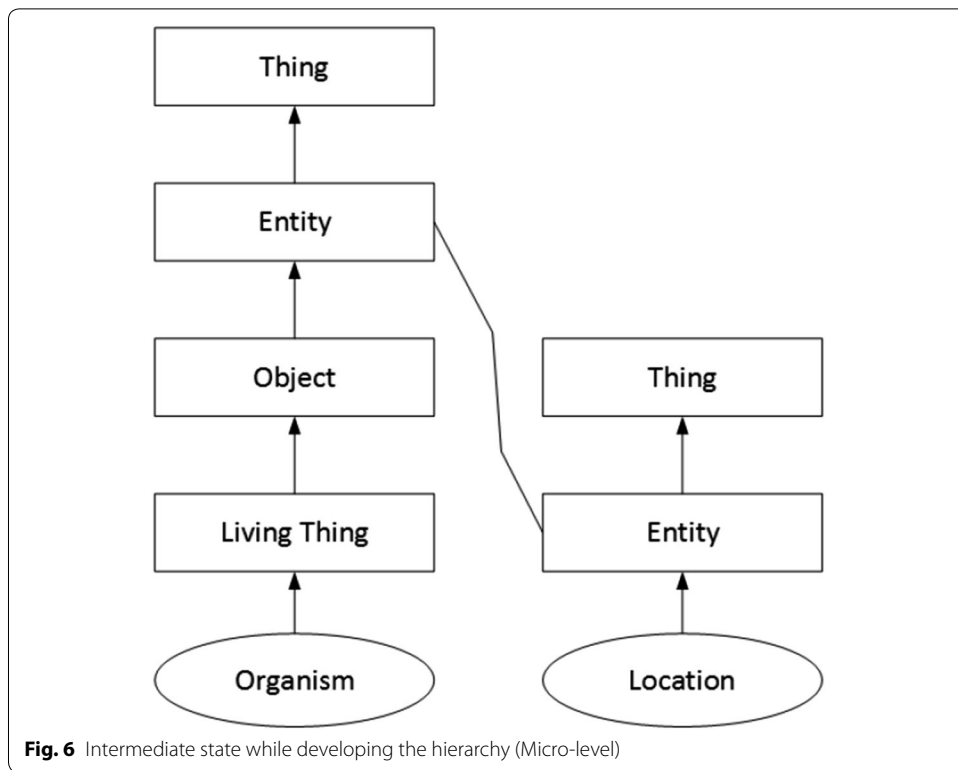 Thing
Entity
Object
Thing
Living Thing
Entity
Organism
Location
Fig. 6 Intermediate state while developing the hierarchy (Micro-level)